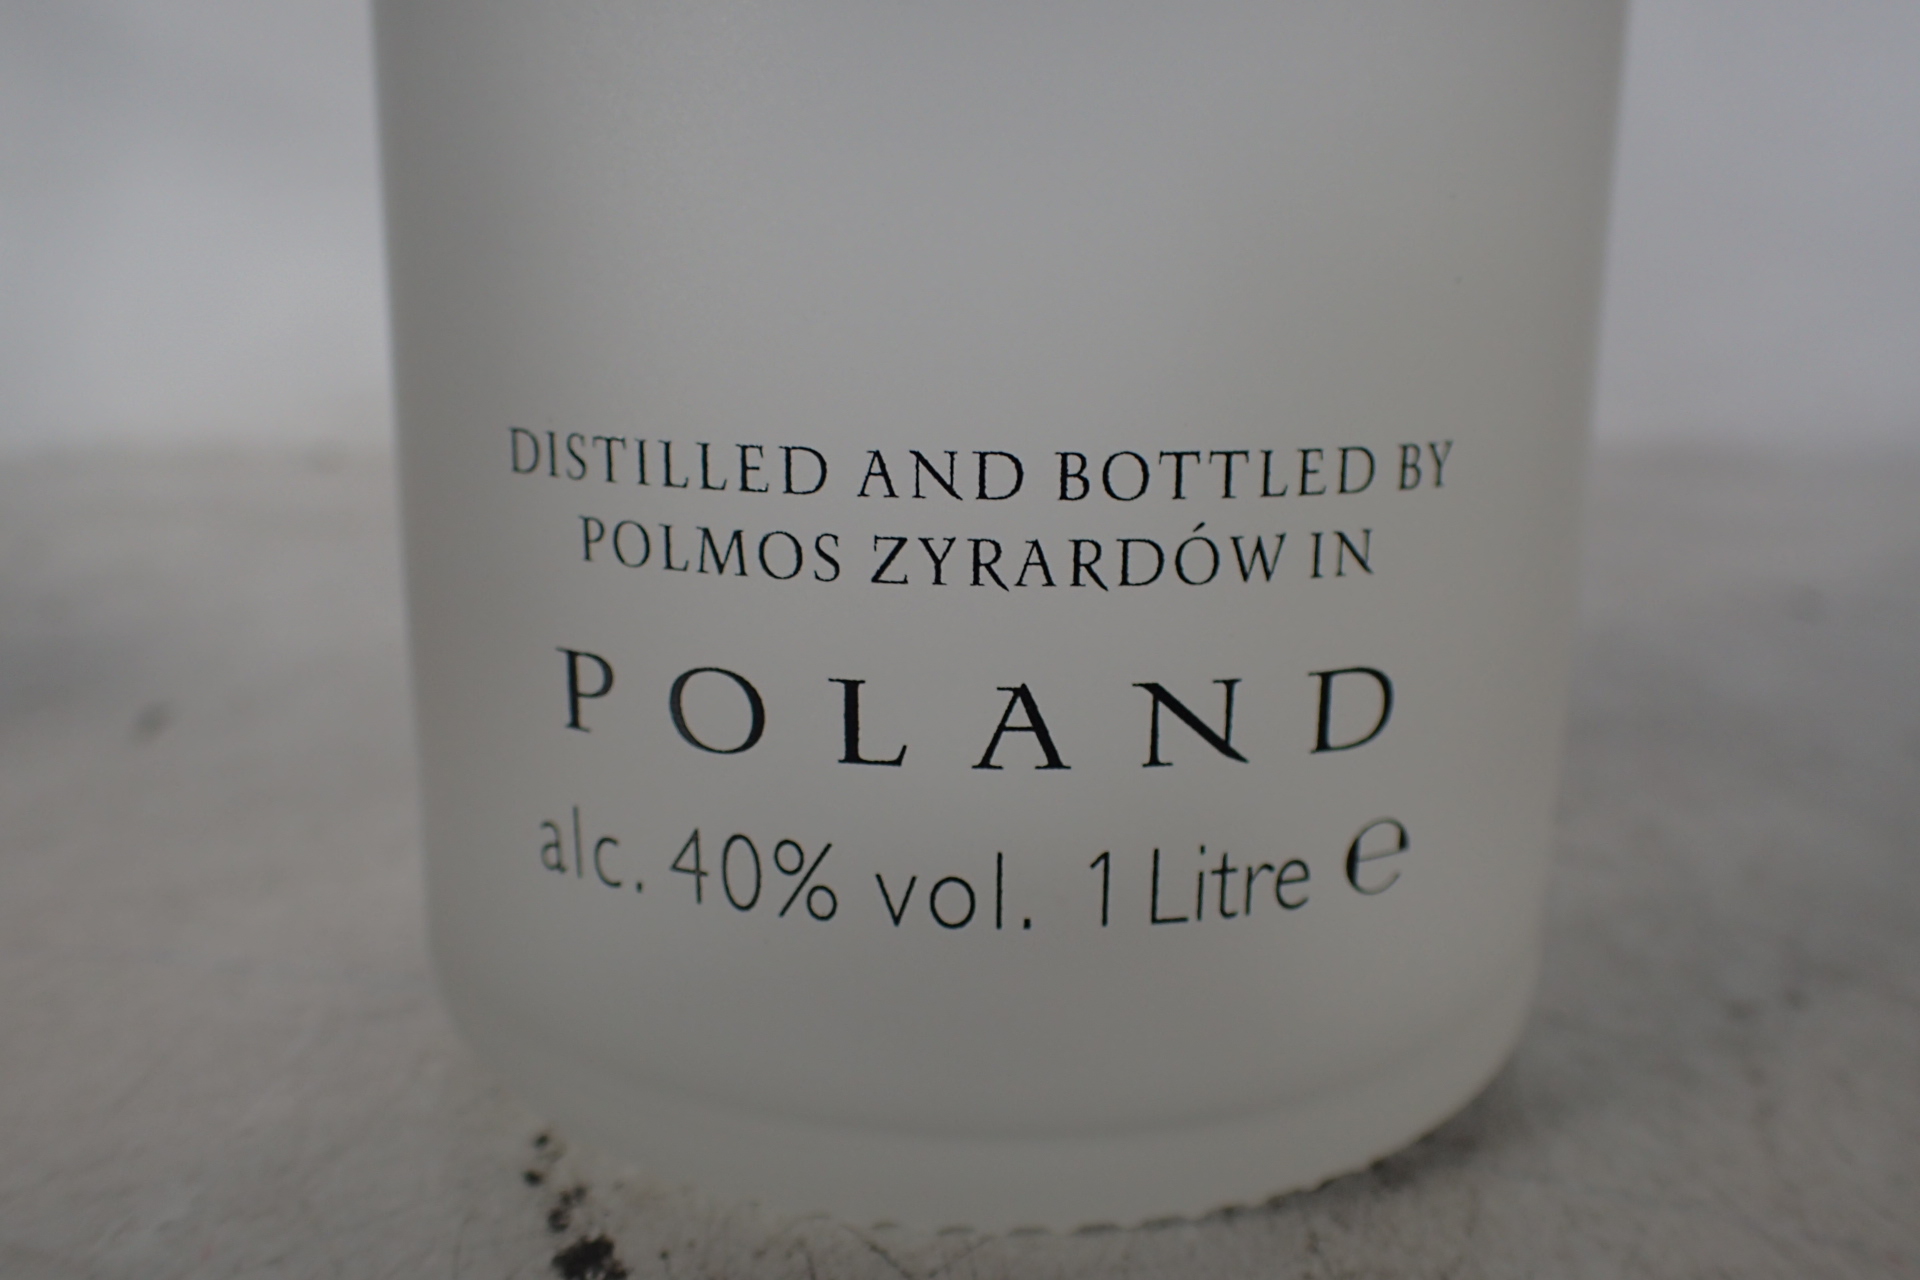 DISTILLED AND BOTTLED BY
POLMOS ZYRARDÓW IN
POLAND
alc. 40% vol. 1 Litre e